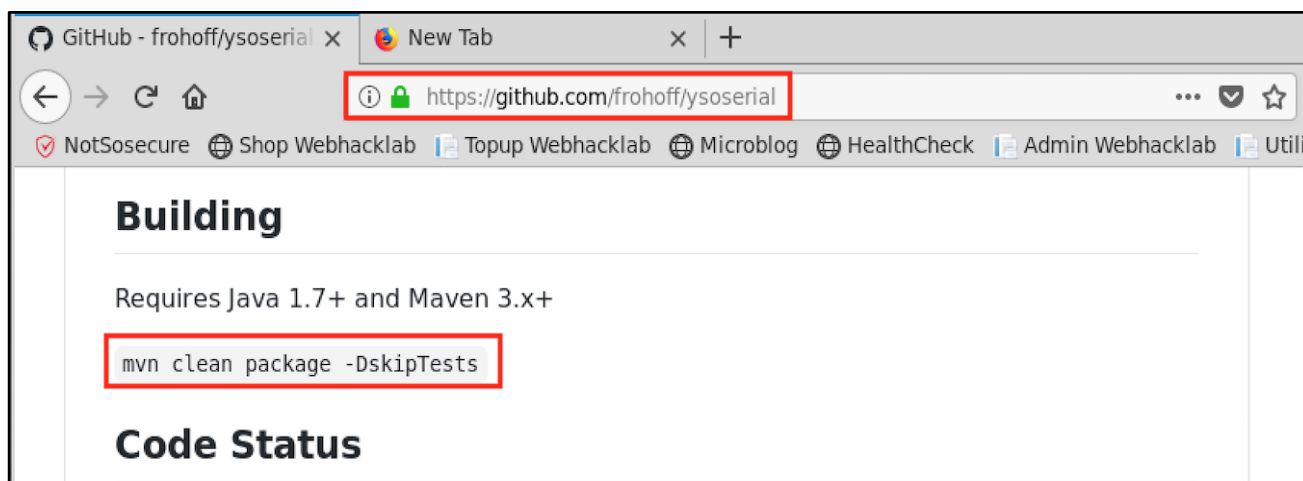 GitHub - frohoff/ysoserial
New Tab
https://github.com/frohoff/ysoserial
NotSosecure Shop Webhacklab Topup Webhacklab Microblog HealthCheck Admin Webhacklab Utili
Building
Requires Java 1.7+ and Maven 3.x+
mvn clean package -DskipTests
Code Status